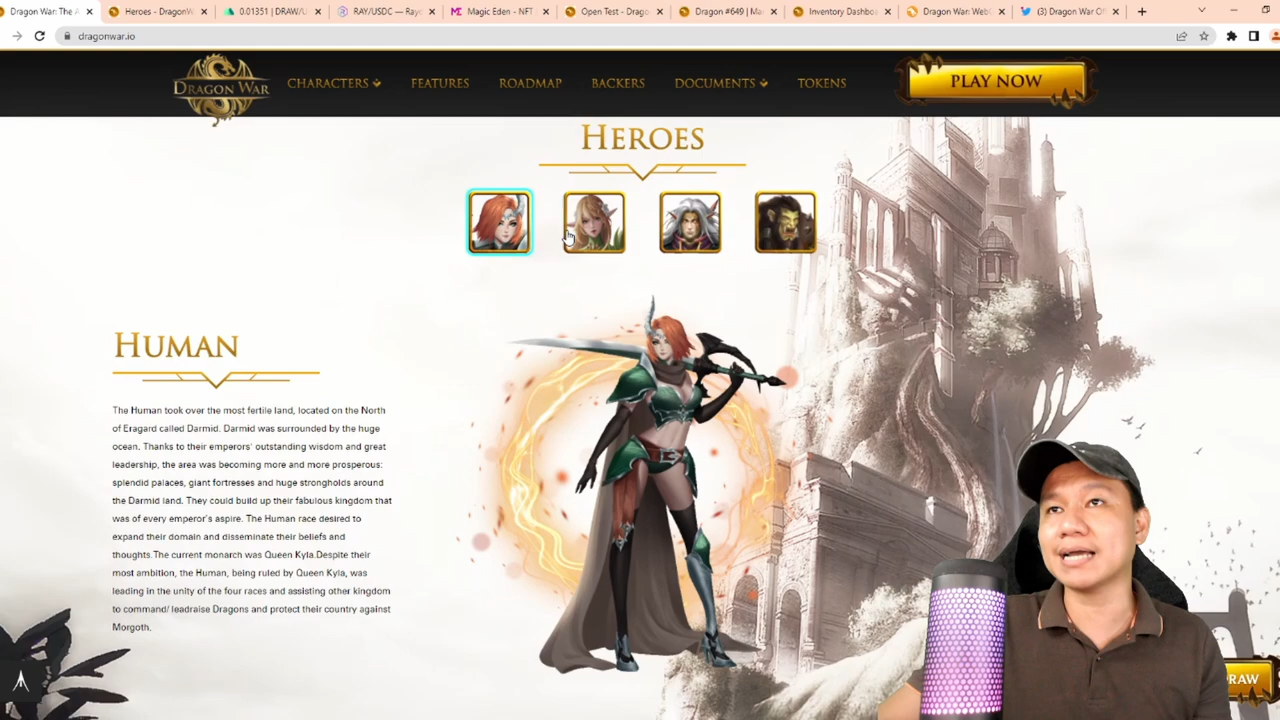 Dragon War: The A
Heroes - DragonW
0.01351 | DRAW/U
RAY/USDC — Rayd
Magic Eden - NFT
Open Test - Drago
Dragon #649 | Ma
Inventory Dashbo
Dragon War: Web
(3) Dragon War Of
dragonwar.io
DRAGON WAR
CHARACTERS
FEATURES
ROADMAP
BACKERS
DOCUMENTS
TOKENS
PLAY NOW
HEROES
HUMAN
The Human took over the most fertile land, located on the North
of Eragard called Darmid. Darmid was surrounded by the huge
ocean. Thanks to their emperors' outstanding wisdom and great
leadership, the area was becoming more and more prosperous:
splendid palaces, giant fortresses and huge strongholds around
the Darmid land. They could build up their fabulous kingdom that
was of every emperor's aspire. The Human race desired to
expand their domain and disseminate their beliefs and
thoughts.The current monarch was Queen Kyla.Despite their
most ambition, the Human, being ruled by Queen Kyla, was
leading in the unity of the four races and assisting other kingdom
to command/ leadraise Dragons and protect their country against
Morgoth.
RAW